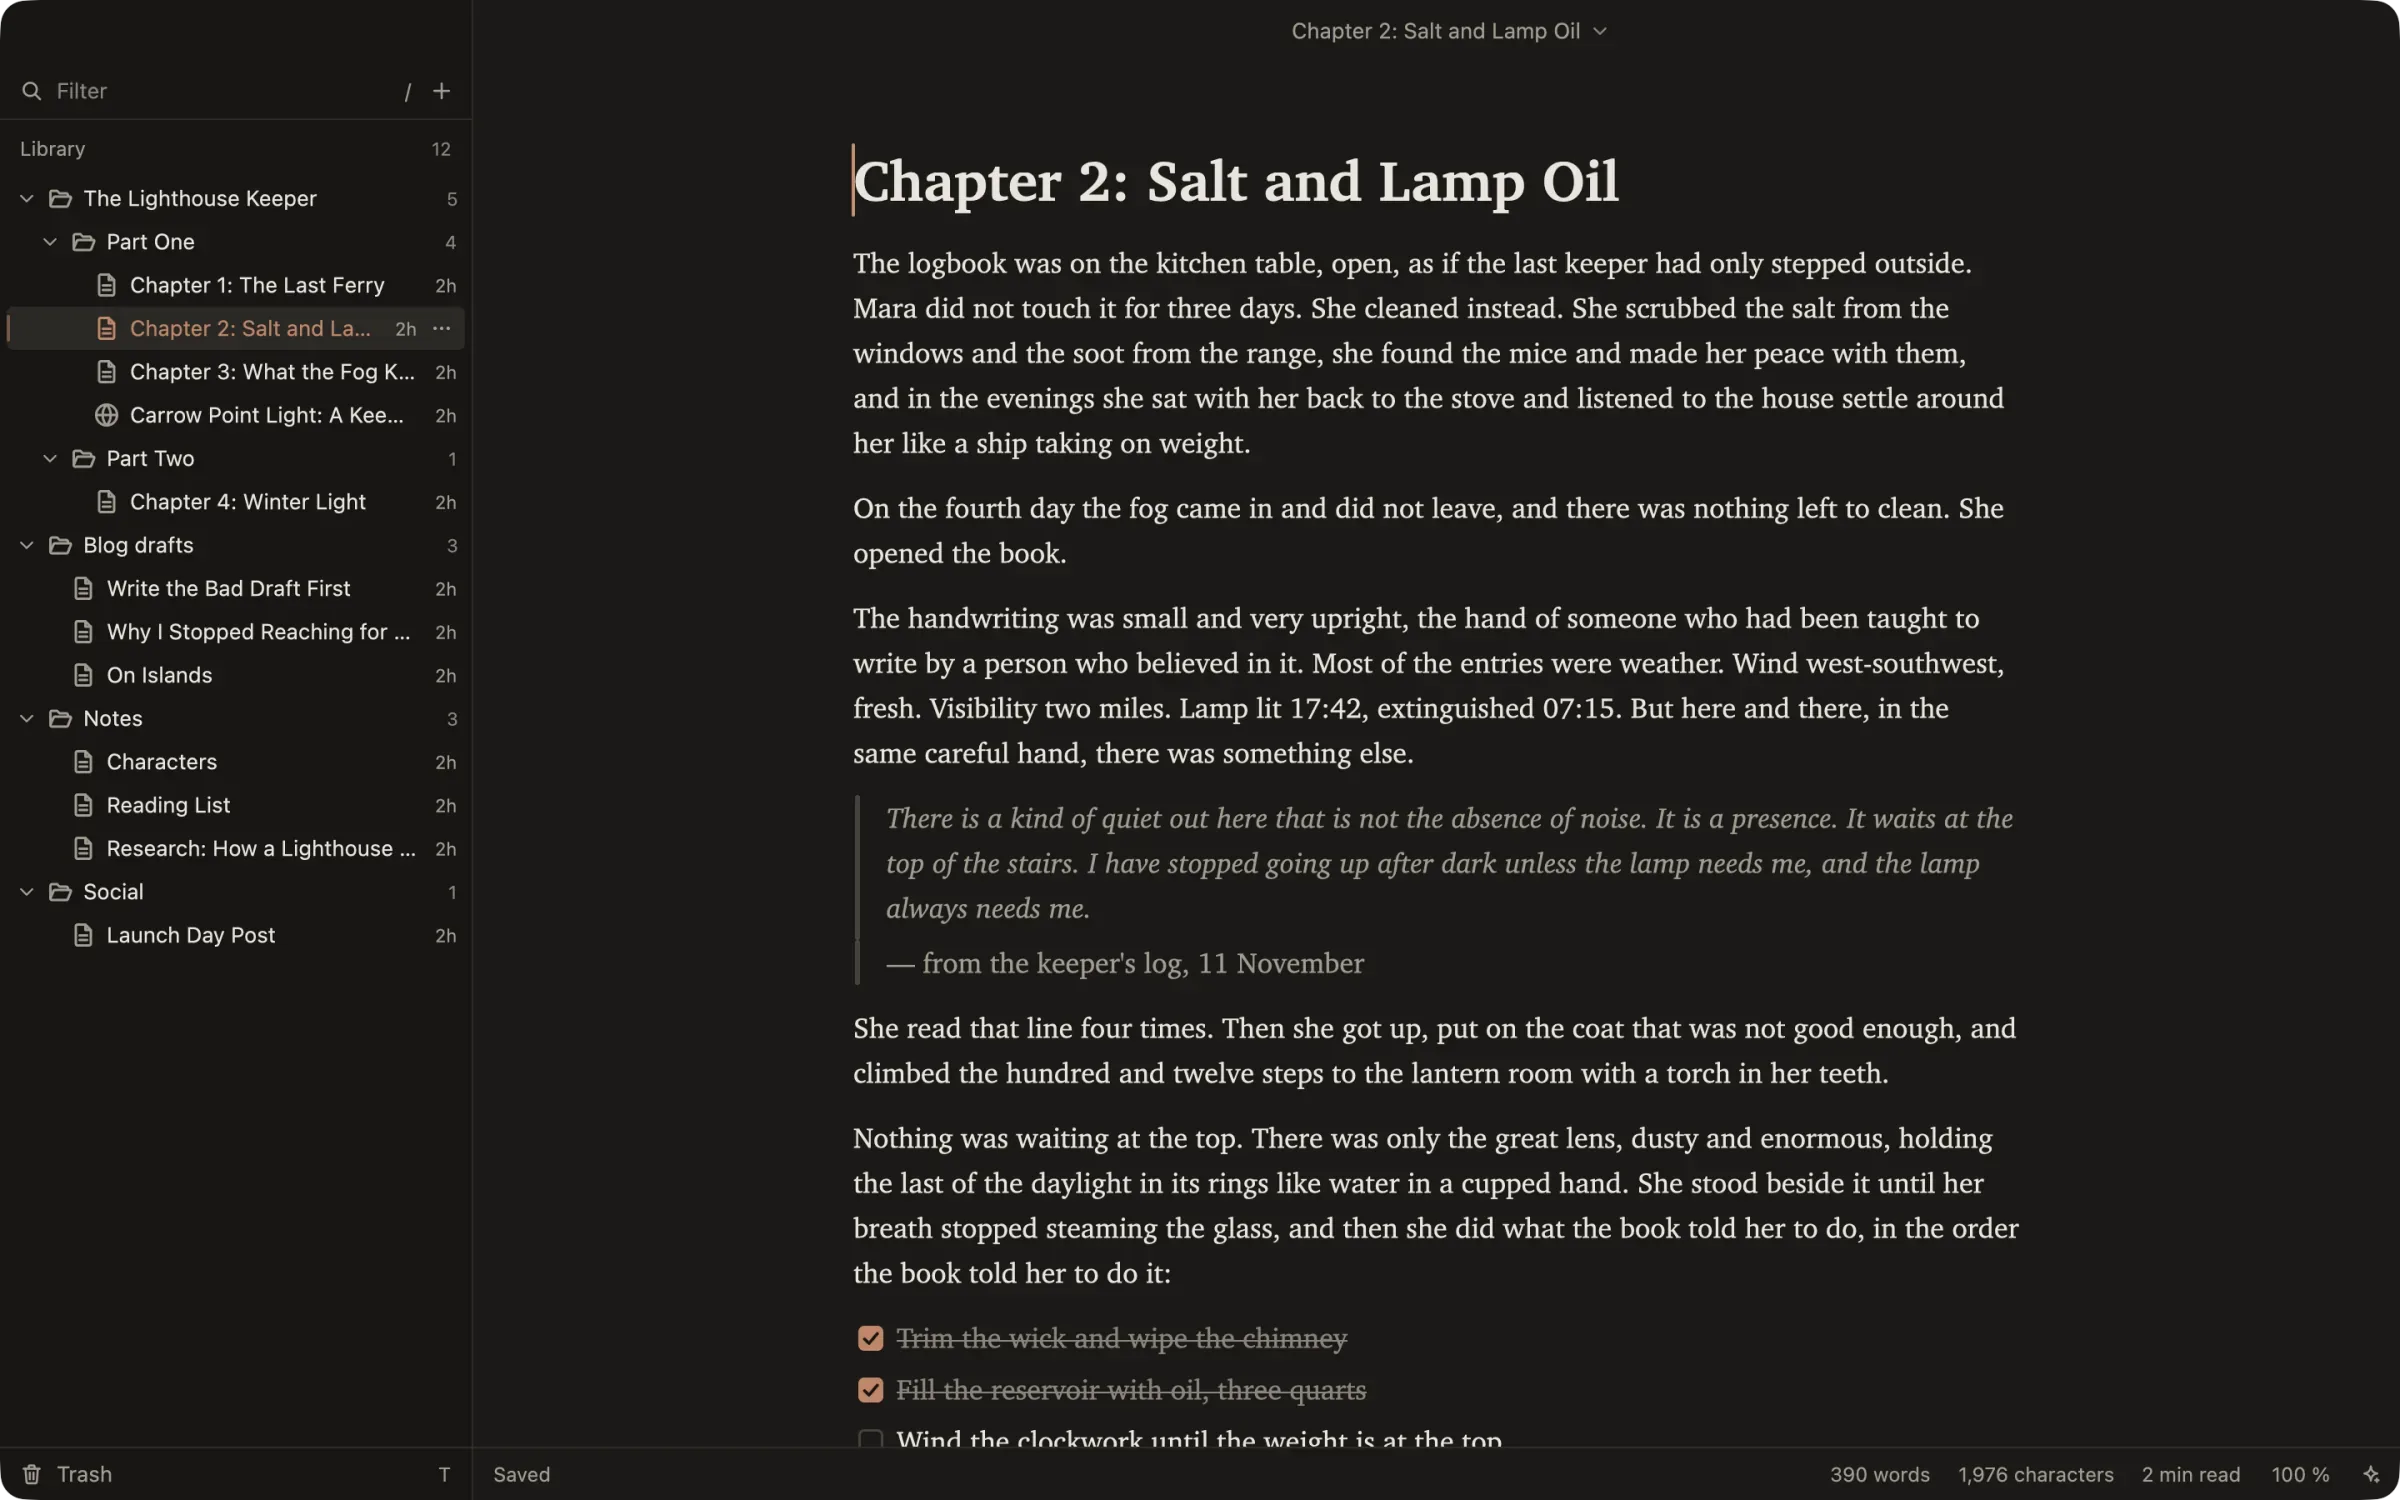 Chapter 2: Salt and Lamp Oil
Filter /
Library 12
The Lighthouse Keeper 5
Part One 4
Chapter 1: The Last Ferry 2h
Chapter 2: Salt and La... 2h ...
Chapter 3: What the Fog K... 2h
Carrow Point Light: A Kee... 2h
Part Two 1
Chapter 4: Winter Light 2h
Blog drafts 3
Write the Bad Draft First 2h
Why I Stopped Reaching for ... 2h
On Islands 2h
Notes 3
Characters 2h
Reading List 2h
Research: How a Lighthouse ... 2h
Social 1
Launch Day Post 2h
Trash T
Chapter 2: Salt and Lamp Oil
The logbook was on the kitchen table, open, as if the last keeper had only stepped outside.
Mara did not touch it for three days. She cleaned instead. She scrubbed the salt from the
windows and the soot from the range, she found the mice and made her peace with them,
and in the evenings she sat with her back to the stove and listened to the house settle around
her like a ship taking on weight.
On the fourth day the fog came in and did not leave, and there was nothing left to clean. She
opened the book.
The handwriting was small and very upright, the hand of someone who had been taught to
write by a person who believed in it. Most of the entries were weather. Wind west-southwest,
fresh. Visibility two miles. Lamp lit 17:42, extinguished 07:15. But here and there, in the
same careful hand, there was something else.
There is a kind of quiet out here that is not the absence of noise. It is a presence. It waits at the
top of the stairs. I have stopped going up after dark unless the lamp needs me, and the lamp
always needs me.
— from the keeper's log, 11 November
She read that line four times. Then she got up, put on the coat that was not good enough, and
climbed the hundred and twelve steps to the lantern room with a torch in her teeth.
Nothing was waiting at the top. There was only the great lens, dusty and enormous, holding
the last of the daylight in its rings like water in a cupped hand. She stood beside it until her
breath stopped steaming the glass, and then she did what the book told her to do, in the order
the book told her to do it:
Trim the wick and wipe the chimney
Fill the reservoir with oil, three quarts
Wind the clockwork until the weight is at the top
Saved
390 words 1,976 characters 2 min read 100 %